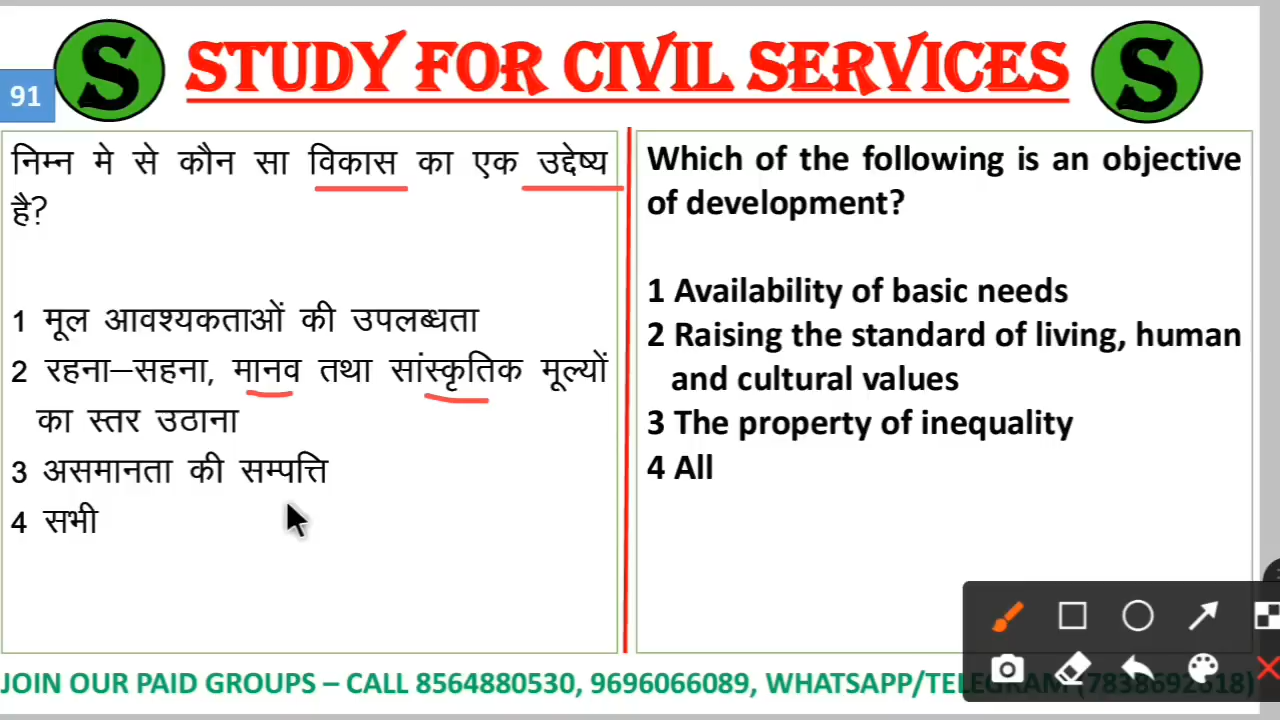 S STUDY FOR CIVIL SERVICES S
91
निम्न मे से कौन सा विकास का एक उद्देष्य
है?
1 मूल आवश्यकताओं की उपलब्धता
2 रहना–सहना, मानव तथा सांस्कृतिक मूल्यों
का स्तर उठाना
3 असमानता की सम्पत्ति
4 सभी
Which of the following is an objective
of development?
1 Availability of basic needs
2 Raising the standard of living, human
and cultural values
3 The property of inequality
4 All
JOIN OUR PAID GROUPS – CALL 8564880530, 9696066089, WHATSAPP/TELEGRAM (7838692618)